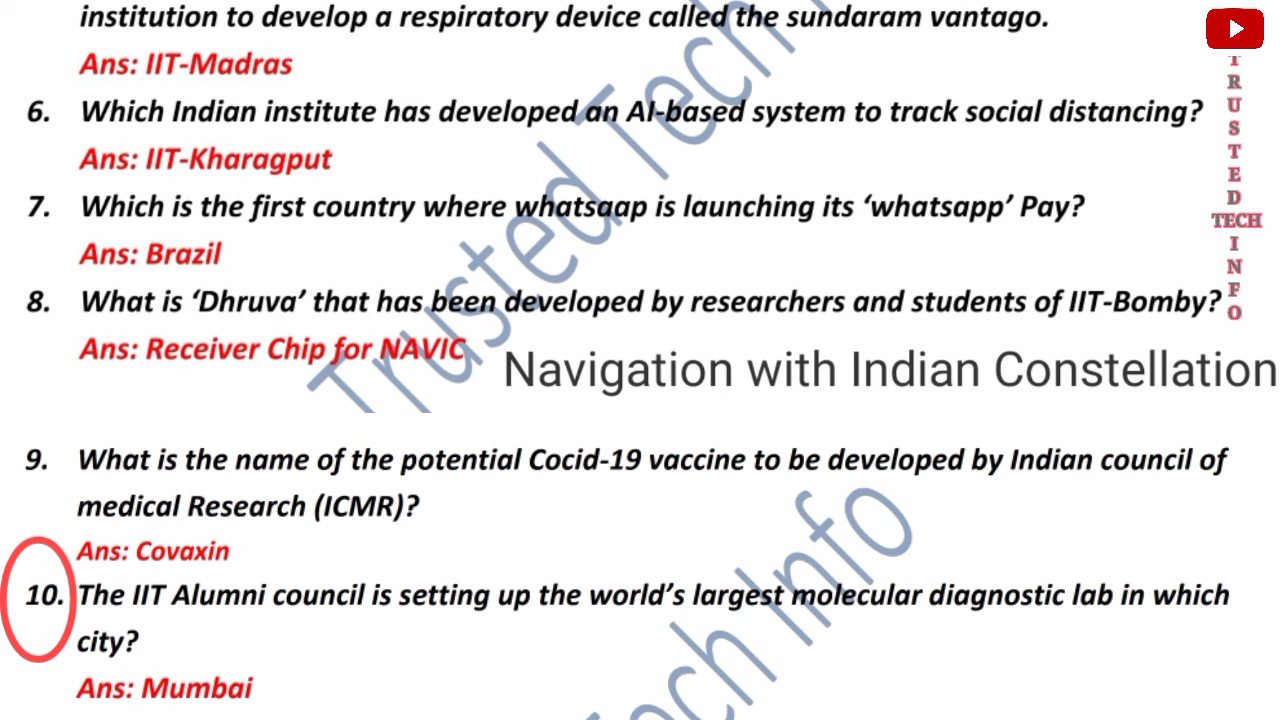 institution to develop a respiratory device called the sundaram vantago.
Ans: IIT-Madras
6. Which Indian institute has developed an AI-based system to track social distancing?
Ans: IIT-Kharagput
7. Which is the first country where whatsaap is launching its ‘whatsapp’ Pay?
Ans: Brazil
8. What is ‘Dhruva’ that has been developed by researchers and students of IIT-Bomby?
Ans: Receiver Chip for NAVIC
Navigation with Indian Constellation
9. What is the name of the potential Cocid-19 vaccine to be developed by Indian council of
medical Research (ICMR)?
Ans: Covaxin
10. The IIT Alumni council is setting up the world’s largest molecular diagnostic lab in which
city?
Ans: Mumbai
TRUSTED
TECH
INFO
Trusted Tech
Tech Info